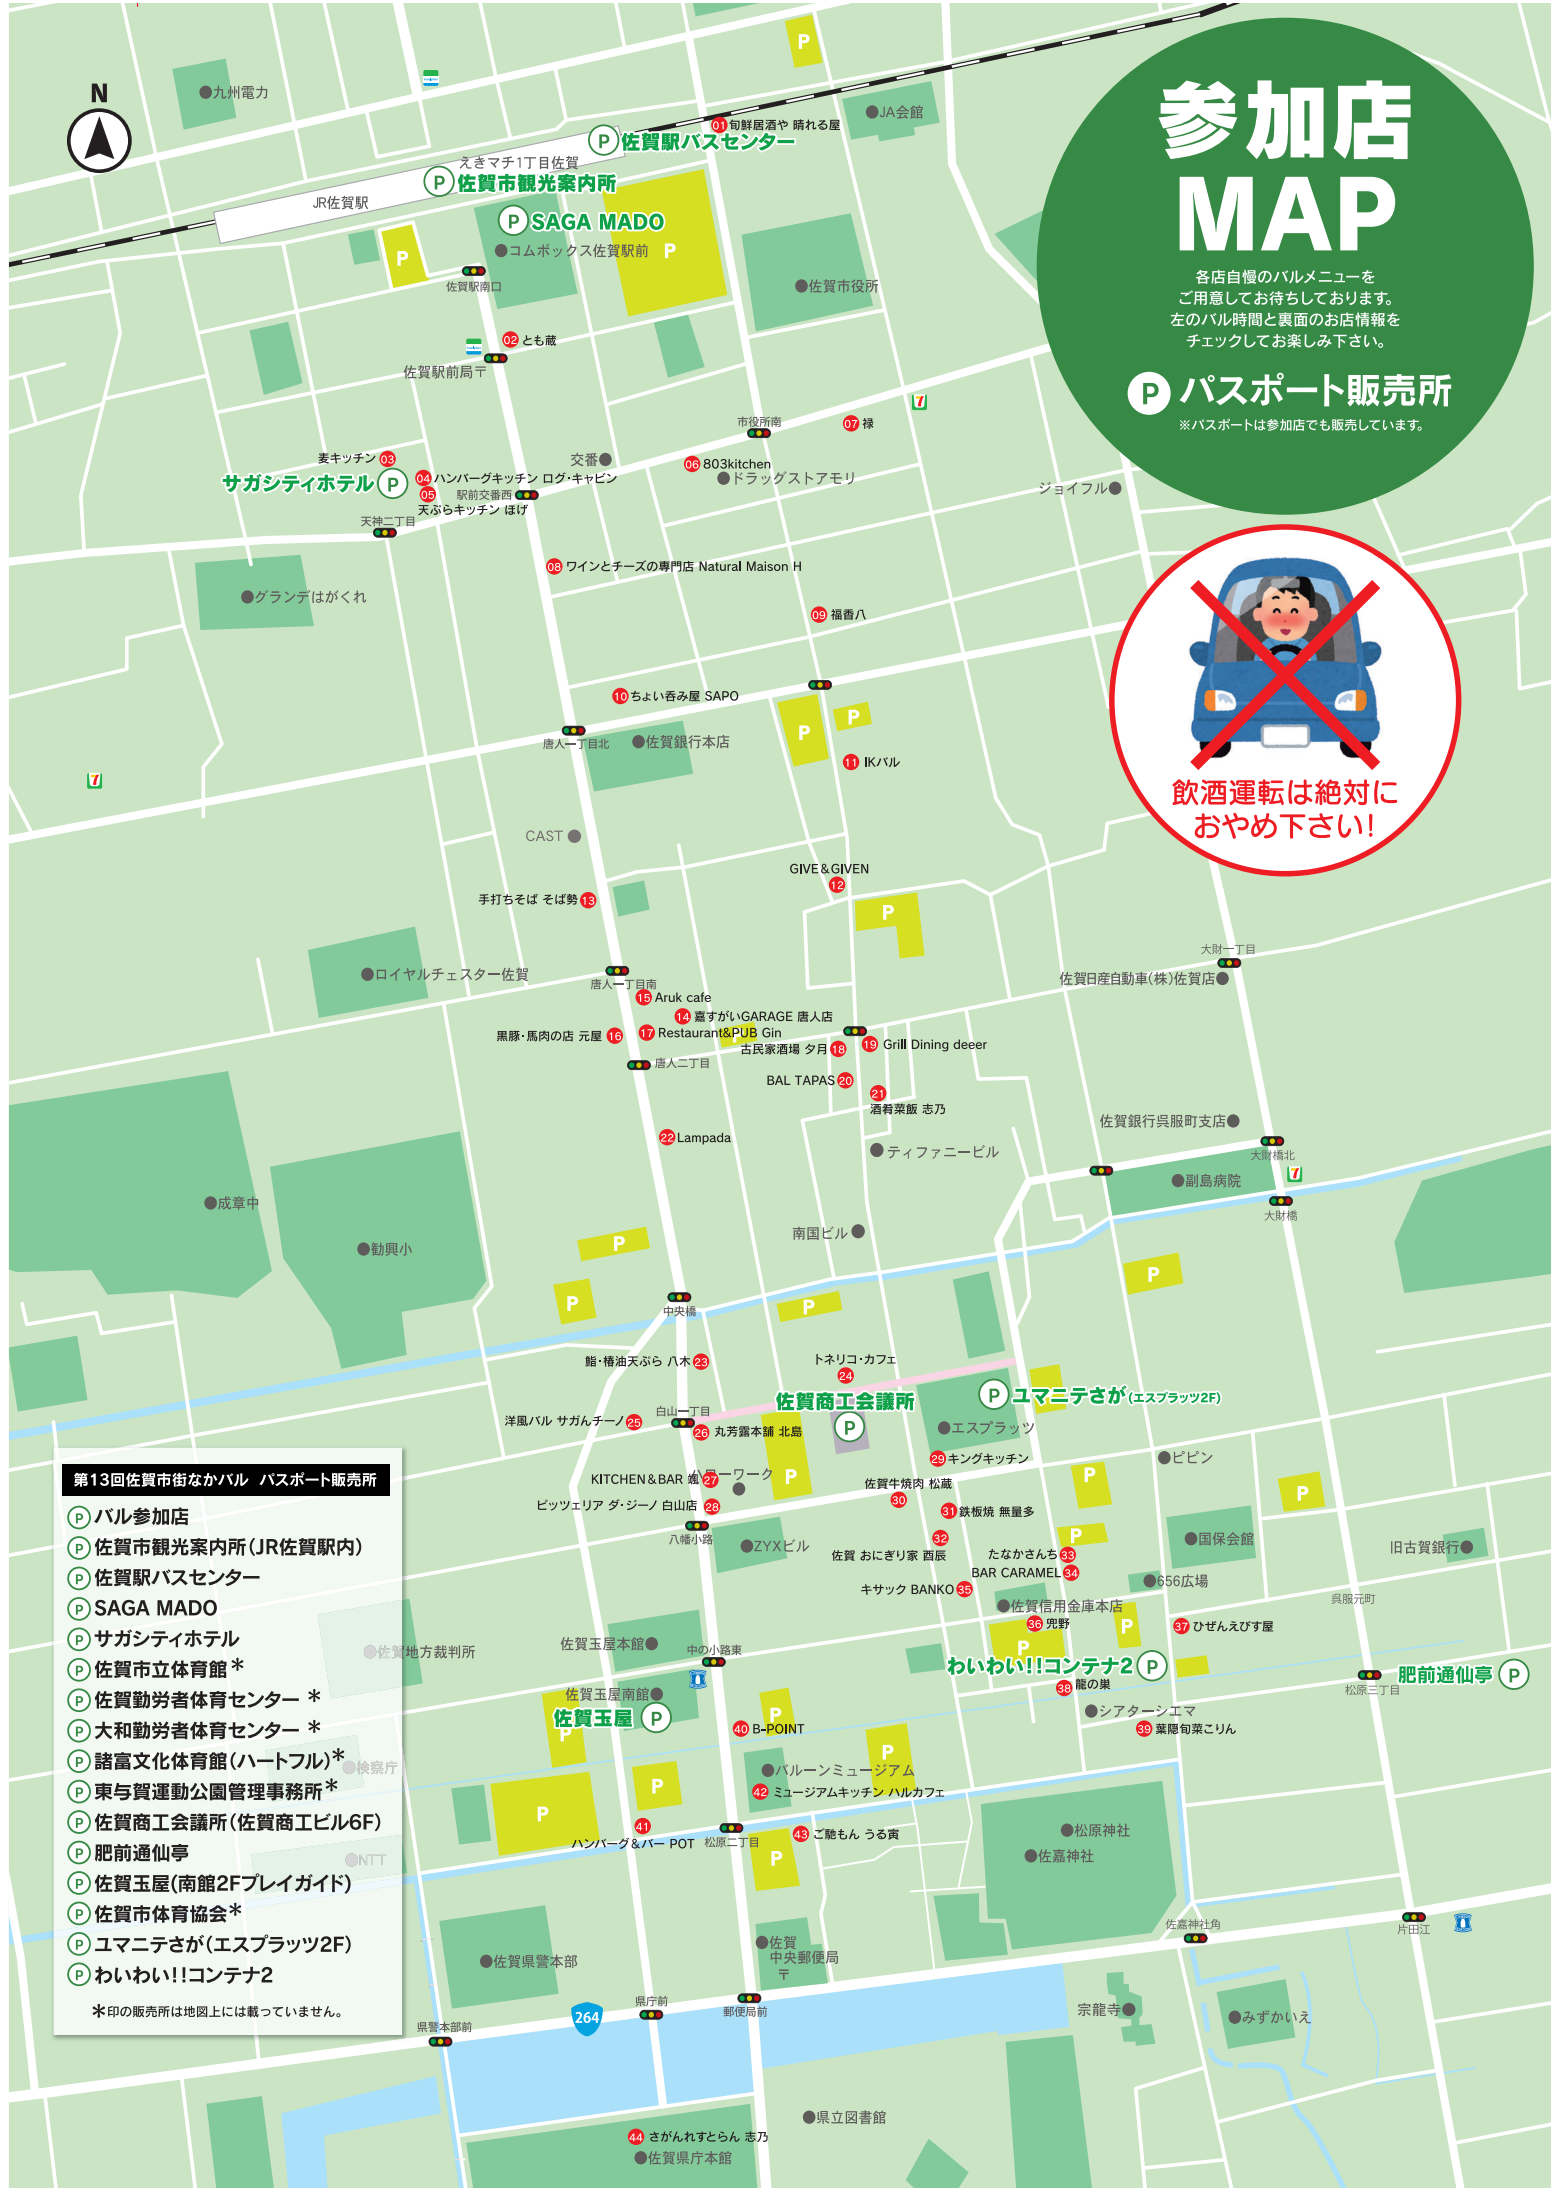 参加店
MAP
各店自慢のバルメニューを
ご用意してお待ちしております。
左のバル時間と裏面のお店情報を
チェックしてお楽しみ下さい。
P パスポート販売所
※パスポートは参加店でも販売しています。
飲酒運転は絶対に
おやめ下さい!
N
九州電力
P
JA会館
01 旬鮮居酒や 晴れる屋
P 佐賀駅バスセンター
えきマチ1丁目佐賀
P 佐賀市観光案内所
JR佐賀駅
P SAGA MADO
コムボックス佐賀駅前
P
P
佐賀市役所
佐賀駅南口
02 とも蔵
佐賀駅前局〒
市役所南
07 禄
7
麦キッチン 03
サガシティホテル P
04 ハンバーグキッチン ログ・キャビン
05
天ぷらキッチン ほげ
駅前交番西
交番
06 803kitchen
ドラッグストアモリ
ジョイフル
天神二丁目
08 ワインとチーズの専門店 Natural Maison H
グランデはがくれ
09 福香八
10 ちょい呑み屋 SAPO
唐人一丁目北
佐賀銀行本店
P
P
11 IKバル
7
CAST
GIVE&GIVEN
12
手打ちそば そば勢 13
P
大財一丁目
佐賀日産自動車(株)佐賀店
ロイヤルチェスター佐賀
唐人一丁目南
15 Aruk cafe
14 嘉すがいGARAGE 唐人店
黒豚・馬肉の店 元屋 16
17 Restaurant&PUB Gin
P
古民家酒場 夕月 18
19 Grill Dining deeer
唐人二丁目
BAL TAPAS 20
21
酒肴菜飯 志乃
佐賀銀行呉服町支店
22 Lampada
ティファニービル
大財橋北
7
副島病院
大財橋
成章中
勧興小
南国ビル
P
P
P
P
中央橋
鮨・椿油天ぷら 八木 23
トネリコ・カフェ
24
佐賀商工会議所
P
P ユマニテさが(エスプラッツ2F)
洋風バル サガんチーノ 25
白山一丁目
26 丸芳露本舗 北島
エスプラッツ
29 キングキッチン
ピピン
KITCHEN&BAR 颯 27
ハローワーク
P
P
P
佐賀牛焼肉 松蔵
30
ピッツェリア ダ・ジーノ 白山店 28
31 鉄板焼 無量多
八幡小路
ZYXビル
32
佐賀 おにぎり家 酉辰
P
国保会館
旧古賀銀行
たなかさんち 33
BAR CARAMEL 34
656広場
キサック BANKO 35
佐賀信用金庫本店
呉服元町
36 兜野
P
P
37 ひぜんえびす屋
わいわい!!コンテナ2 P
佐賀地方裁判所
佐賀玉屋本館
中の小路東
38 龍の巣
松原三丁目
肥前通仙亭 P
佐賀玉屋南館
佐賀玉屋 P
P
P
40 B-POINT
シアターシエマ
39 葉隠旬菜こりん
検察庁
P
P
バルーンミュージアム
42 ミュージアムキッチン ハルカフェ
P
41
ハンバーグ&バー POT
松原二丁目
43 ご馳もん うる寅
松原神社
P
佐嘉神社
NTT
佐嘉神社角
片田江
佐賀県警本部
佐賀
中央郵便局
〒
県庁前
264
郵便局前
宗龍寺
みずかいえ
県警本部前
県立図書館
44 さがんれすとらん 志乃
佐賀県庁本館
第13回佐賀市街なかバル パスポート販売所
P バル参加店
P 佐賀市観光案内所(JR佐賀駅内)
P 佐賀駅バスセンター
P SAGA MADO
P サガシティホテル
P 佐賀市立体育館＊
P 佐賀勤労者体育センター ＊
P 大和勤労者体育センター ＊
P 諸富文化体育館(ハートフル)＊
P 東与賀運動公園管理事務所＊
P 佐賀商工会議所(佐賀商工ビル6F)
P 肥前通仙亭
P 佐賀玉屋(南館2Fプレイガイド)
P 佐賀市体育協会＊
P ユマニテさが(エスプラッツ2F)
P わいわい!!コンテナ2
＊印の販売所は地図上には載っていません。